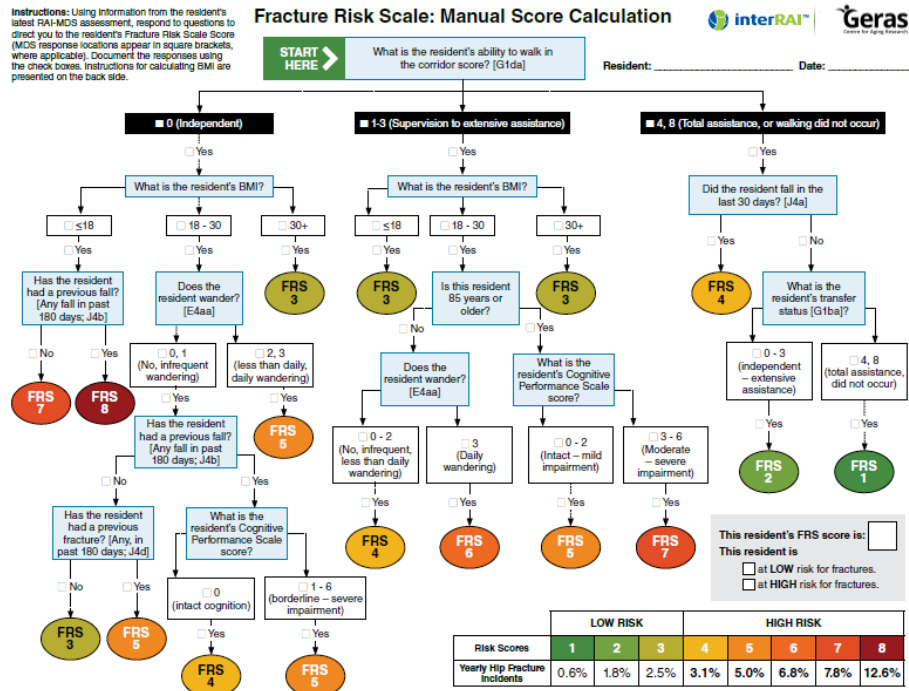 Instructions: Using information from the resident's
latest RAI-MDS assessment, respond to questions to
direct you to the resident's Fracture Risk Scale Score
(MDS response locations appear in square brackets,
where applicable). Document the responses using
the check boxes. Instructions for calculating BMI are
presented on the back side.
Fracture Risk Scale: Manual Score Calculation
interRAI™
Geras
Centre for Aging Research
START
HERE
What is the resident's ability to walk in
the corridor score? [G1da]
Resident: Date:
0 (Independent)
1-3 (Supervision to extensive assistance)
4, 8 (Total assistance, or walking did not occur)
Yes
Yes
Yes
What is the resident's BMI?
What is the resident's BMI?
Did the resident fall in the
last 30 days? [J4a]
≤18
18 - 30
30+
≤18
18 - 30
30+
Yes
Yes
Yes
Yes
Yes
Yes
Yes
No
Has the resident
had a previous fall?
[Any fall in past
180 days; J4b]
Does the
resident wander?
[E4aa]
FRS
3
FRS
3
Is this resident
85 years or
older?
FRS
3
FRS
4
What is the
resident's transfer
status [G1ba]?
No
Yes
0, 1
(No, infrequent
wandering)
2, 3
(less than daily,
daily wandering)
No
Yes
Does the
resident wander?
[E4aa]
What is the
resident's Cognitive
Performance Scale
score?
0 - 3
(independent
– extensive
assistance)
4, 8
(total assistance,
did not occur)
FRS
7
FRS
8
Yes
Yes
FRS
5
Yes
Yes
Has the resident
had a previous fall?
[Any fall in past
180 days; J4b]
0 - 2
(No, infrequent,
less than daily
wandering)
3
(Daily
wandering)
0 - 2
(Intact – mild
impairment)
3 - 6
(Moderate
– severe
impairment)
FRS
2
FRS
1
No
Yes
Yes
Yes
Yes
Yes
Has the resident
had a previous
fracture? [Any, in
past 180 days; J4d]
What is the
resident's Cognitive
Performance Scale
score?
FRS
4
FRS
6
FRS
5
FRS
7
This resident's FRS score is:
This resident is
at LOW risk for fractures.
at HIGH risk for fractures.
No
Yes
0
(intact cognition)
1 - 6
(borderline – severe
impairment)
FRS
3
FRS
5
Yes
Yes
FRS
4
FRS
5
LOW RISK HIGH RISK
Risk Scores 1 2 3 4 5 6 7 8
Yearly Hip Fracture
Incidents 0.6% 1.8% 2.5% 3.1% 5.0% 6.8% 7.8% 12.6%